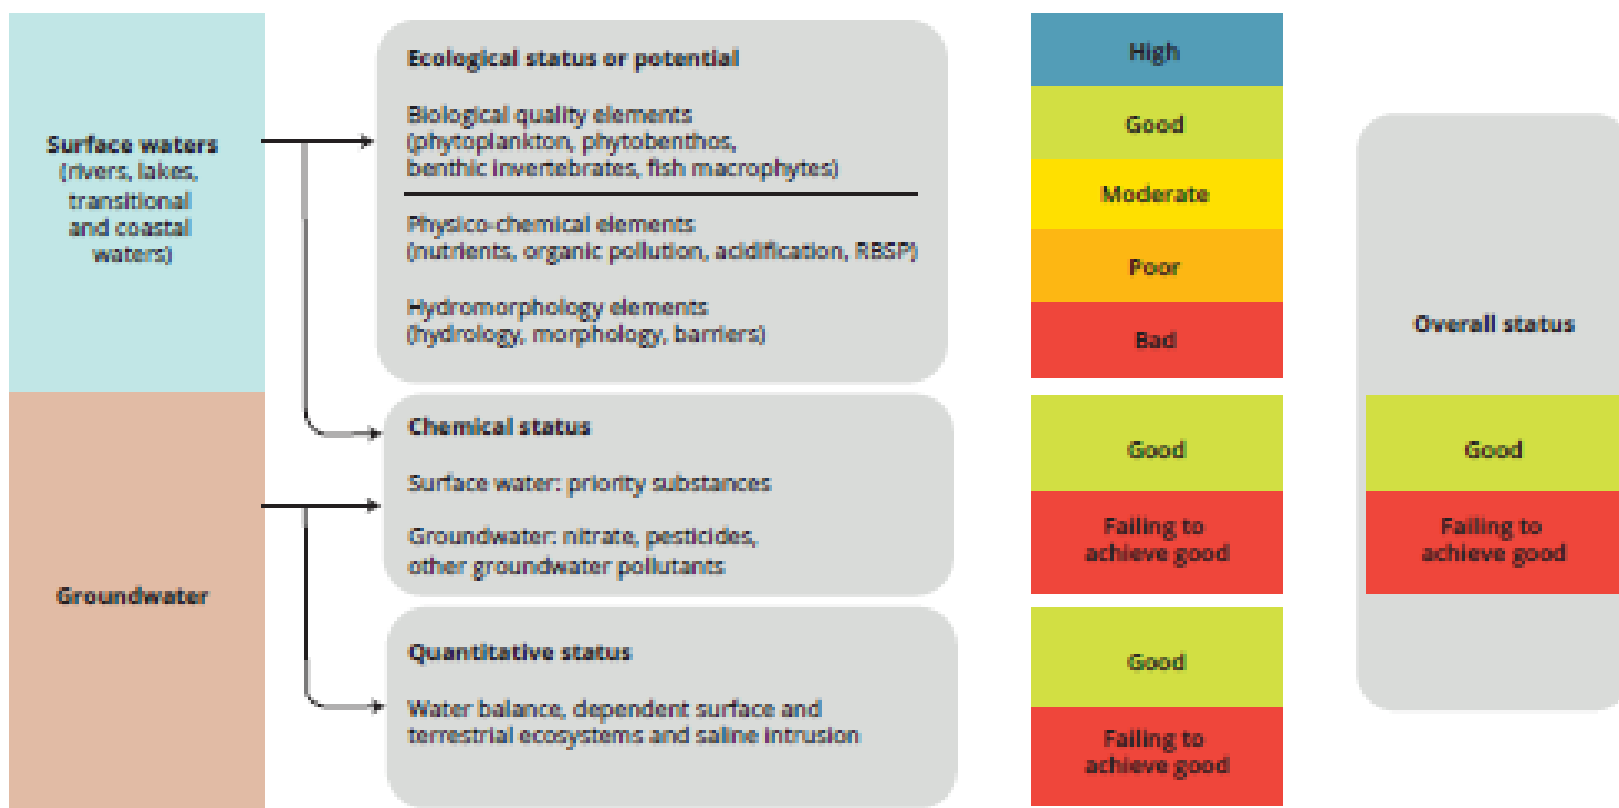 Surface waters
(rivers, lakes,
transitional
and coastal
waters)
Groundwater
Ecological status or potential
Biological quality elements
(phytoplankton, phytobenthos,
benthic invertebrates, fish macrophytes)
Physico-chemical elements
(nutrients, organic pollution, acidification, RBSP)
Hydromorphology elements
(hydrology, morphology, barriers)
Chemical status
Surface water: priority substances
Groundwater: nitrate, pesticides,
other groundwater pollutants
Quantitative status
Water balance, dependent surface and
terrestrial ecosystems and saline intrusion
High
Good
Moderate
Poor
Bad
Good
Failing to
achieve good
Good
Failing to
achieve good
Overall status
Good
Failing to
achieve good